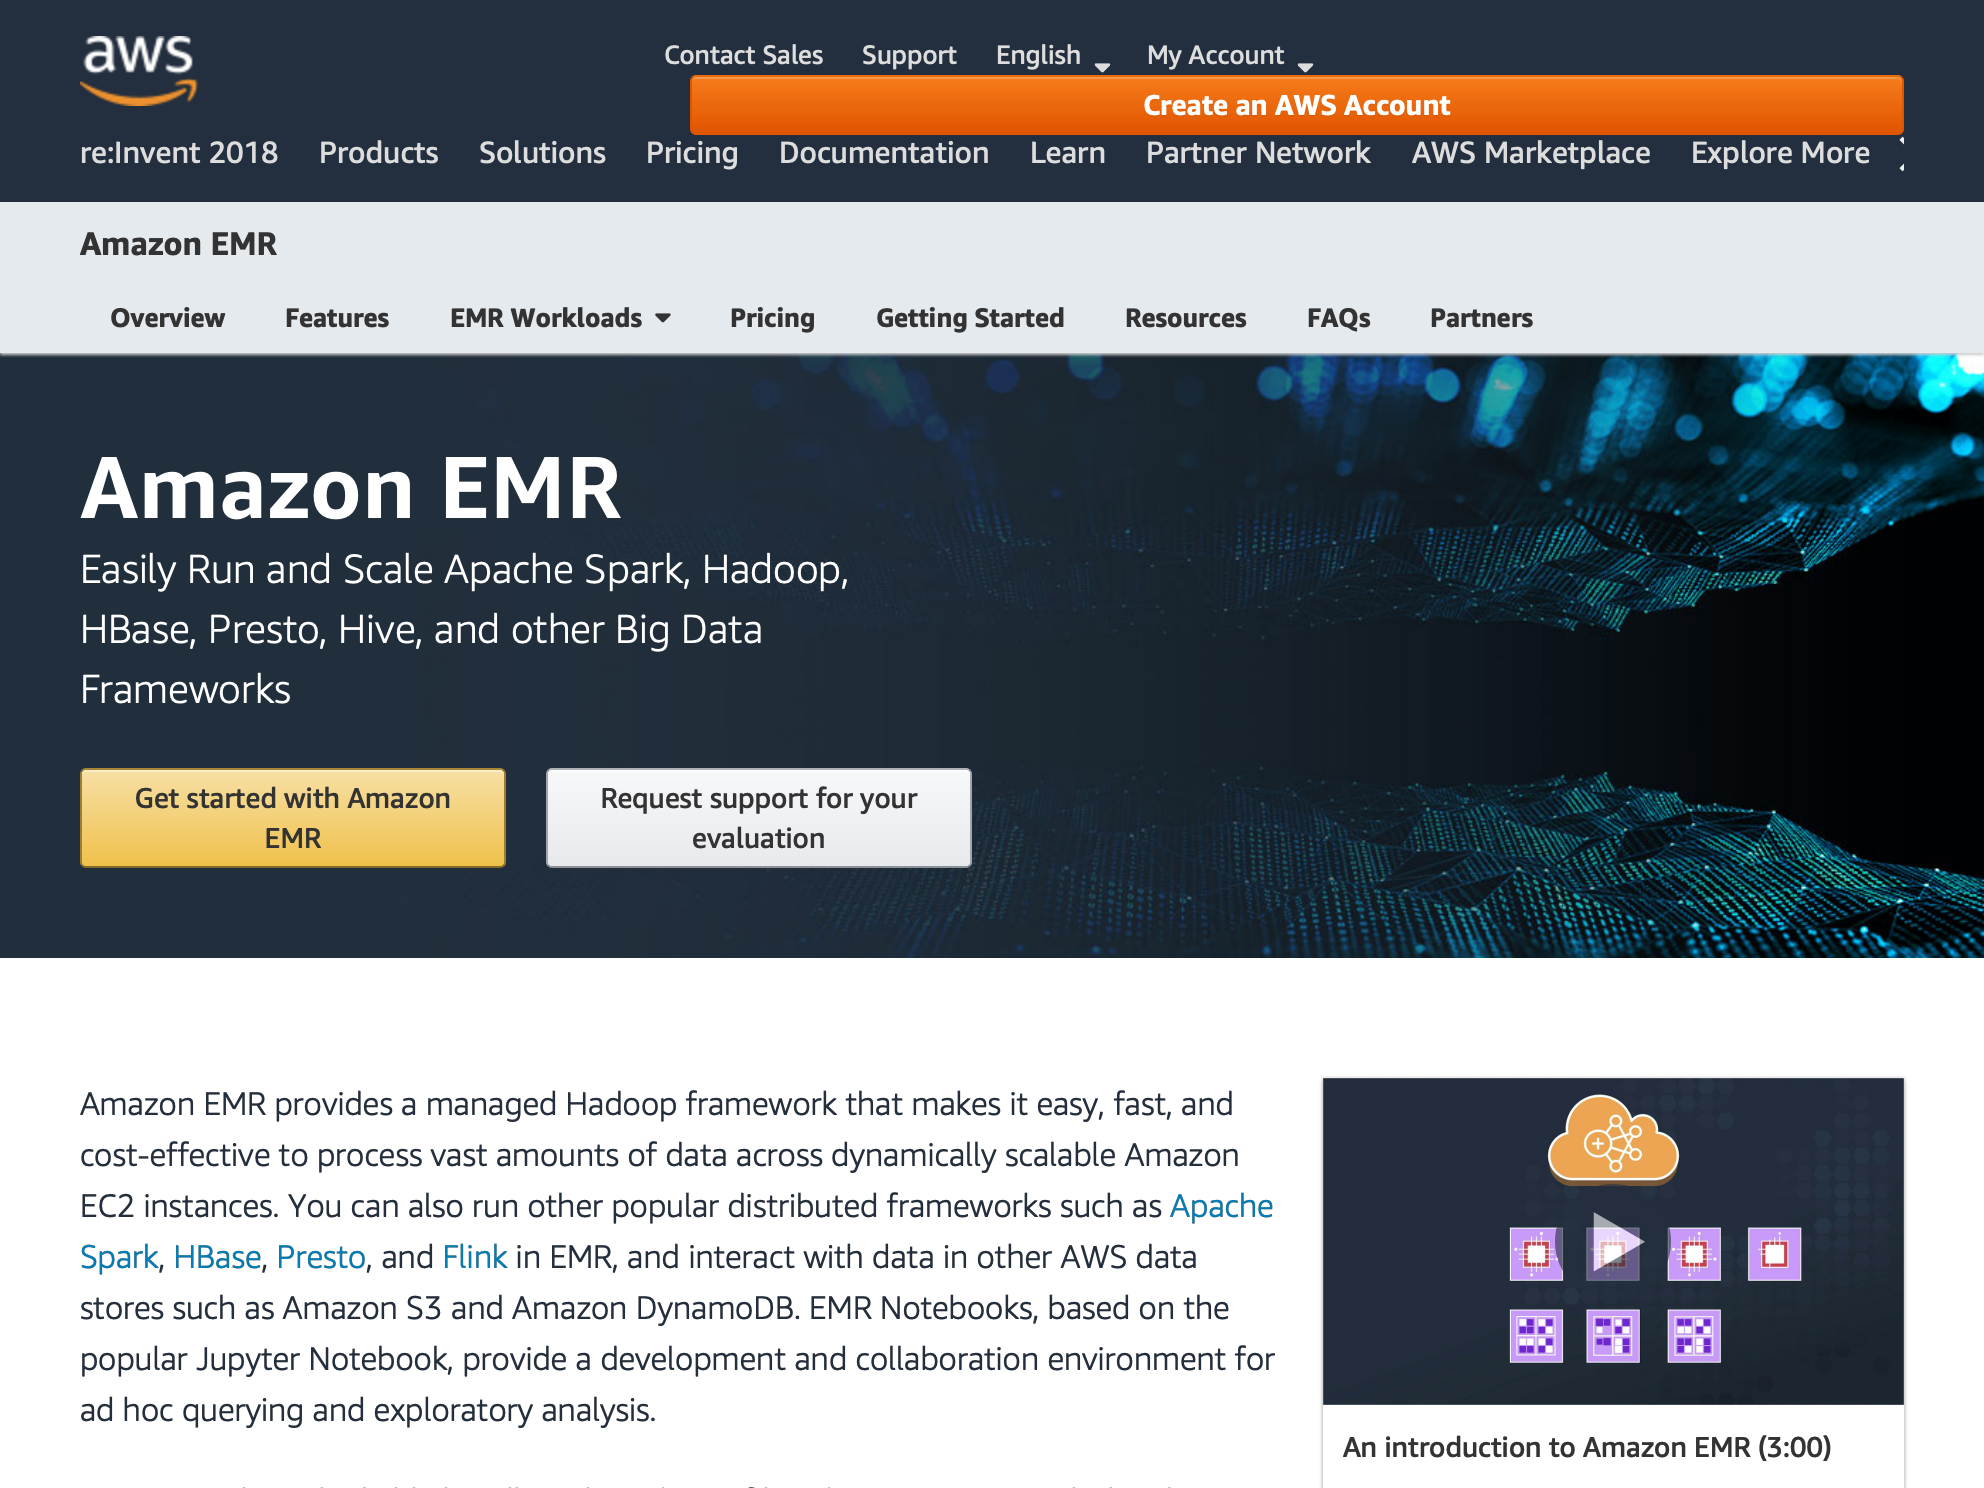 aws
Contact Sales Support English My Account
Create an AWS Account
re:Invent 2018 Products Solutions Pricing Documentation Learn Partner Network AWS Marketplace Explore More
Amazon EMR
Overview Features EMR Workloads Pricing Getting Started Resources FAQs Partners
Amazon EMR
Easily Run and Scale Apache Spark, Hadoop,
HBase, Presto, Hive, and other Big Data
Frameworks
Get started with Amazon
EMR
Request support for your
evaluation
Amazon EMR provides a managed Hadoop framework that makes it easy, fast, and
cost-effective to process vast amounts of data across dynamically scalable Amazon
EC2 instances. You can also run other popular distributed frameworks such as Apache
Spark, HBase, Presto, and Flink in EMR, and interact with data in other AWS data
stores such as Amazon S3 and Amazon DynamoDB. EMR Notebooks, based on the
popular Jupyter Notebook, provide a development and collaboration environment for
ad hoc querying and exploratory analysis.
An introduction to Amazon EMR (3:00)